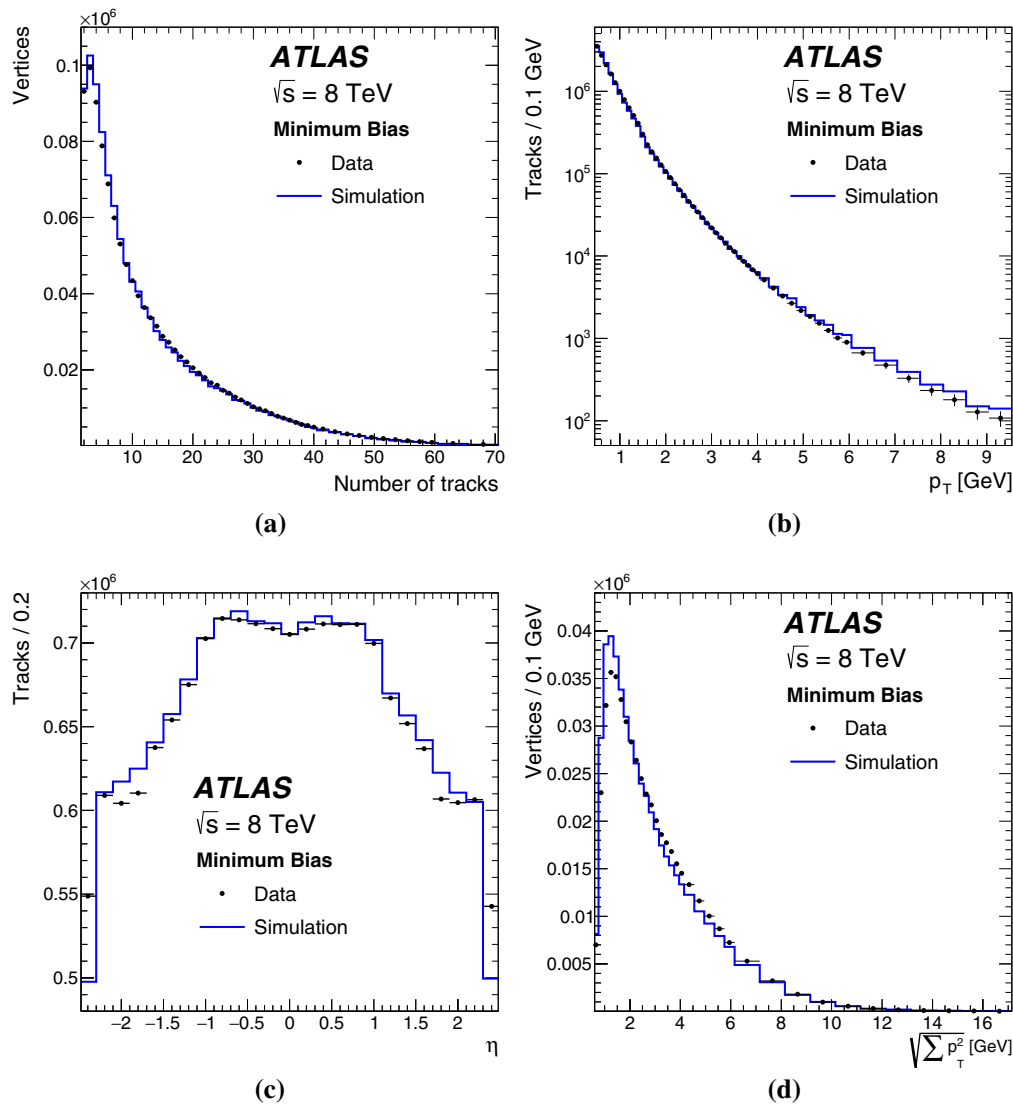 ×10⁶
Vertices
0.1
0.08
0.06
0.04
0.02
ATLAS
√s = 8 TeV
Minimum Bias
Data
Simulation
10 20 30 40 50 60 70
Number of tracks
(a)
Tracks / 0.1 GeV
10⁶
10⁵
10⁴
10³
10²
ATLAS
√s = 8 TeV
Minimum Bias
Data
Simulation
1 2 3 4 5 6 7 8 9
p_T [GeV]
(b)
×10⁶
Tracks / 0.2
0.7
0.65
0.6
0.55
0.5
ATLAS
√s = 8 TeV
Minimum Bias
Data
Simulation
−2 −1.5 −1 −0.5 0 0.5 1 1.5 2
η
(c)
×10⁶
Vertices / 0.1 GeV
0.04
0.035
0.03
0.025
0.02
0.015
0.01
0.005
ATLAS
√s = 8 TeV
Minimum Bias
Data
Simulation
2 4 6 8 10 12 14 16
√∑ p_T² [GeV]
(d)